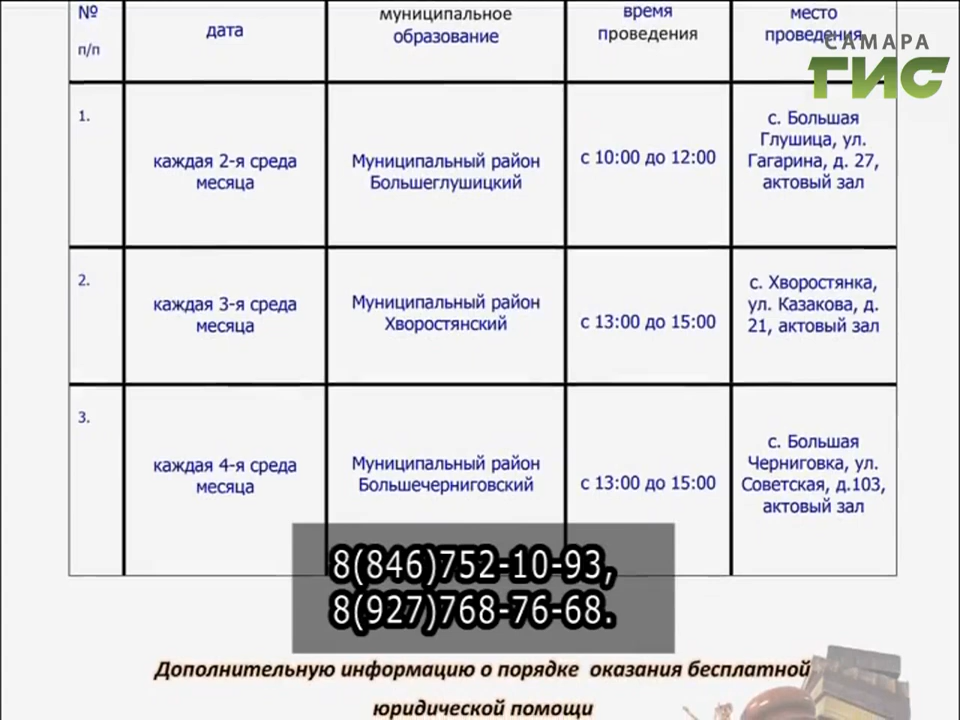 №
п/п
дата
муниципальное
образование
время
проведения
место
проведения
САМАРА
ГИС
1.
каждая 2-я среда
месяца
Муниципальный район
Большеглушицкий
с 10:00 до 12:00
с. Большая
Глушица, ул.
Гагарина, д. 27,
актовый зал
2.
каждая 3-я среда
месяца
Муниципальный район
Хворостянский
с 13:00 до 15:00
с. Хворостянка,
ул. Казакова, д.
21, актовый зал
3.
каждая 4-я среда
месяца
Муниципальный район
Большечерниговский
с 13:00 до 15:00
с. Большая
Черниговка, ул.
Советская, д.103,
актовый зал
8(846)752-10-93,
8(927)768-76-68.
Дополнительную информацию о порядке оказания бесплатной
юридической помощи